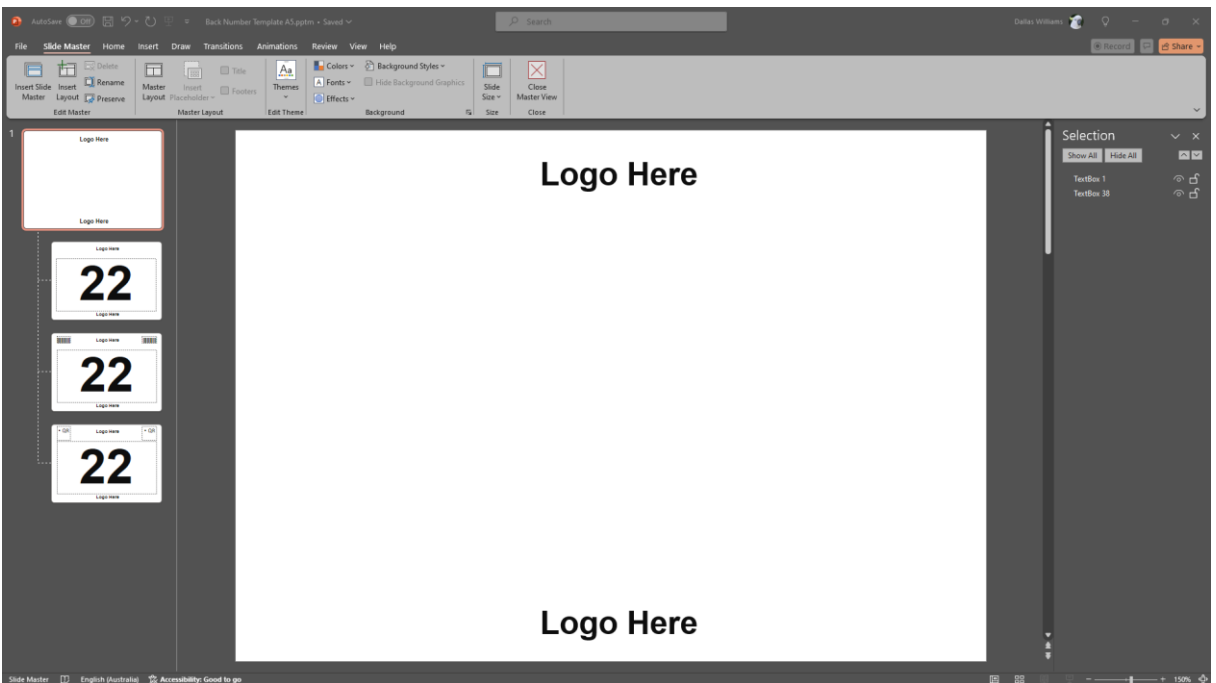 AutoSave Off Back Number Template A5.pptm • Saved Search Dallas Williams
File Slide Master Home Insert Draw Transitions Animations Review View Help Record Share
Insert Slide Master
Insert Layout
Delete
Rename
Preserve
Edit Master
Master Layout
Insert Placeholder
Title
Footers
Master Layout
Aa
Themes
Edit Theme
Colors
Fonts
Effects
Background Styles
Hide Background Graphics
Background
Slide Size
Size
Close Master View
Close
1
Logo Here
Logo Here
Logo Here
22
Logo Here
Logo Here
22
Logo Here
• QR Logo Here • QR
22
Logo Here
Logo Here
Logo Here
Selection
Show All Hide All
TextBox 1
TextBox 38
Slide Master English (Australia) Accessibility: Good to go 150%